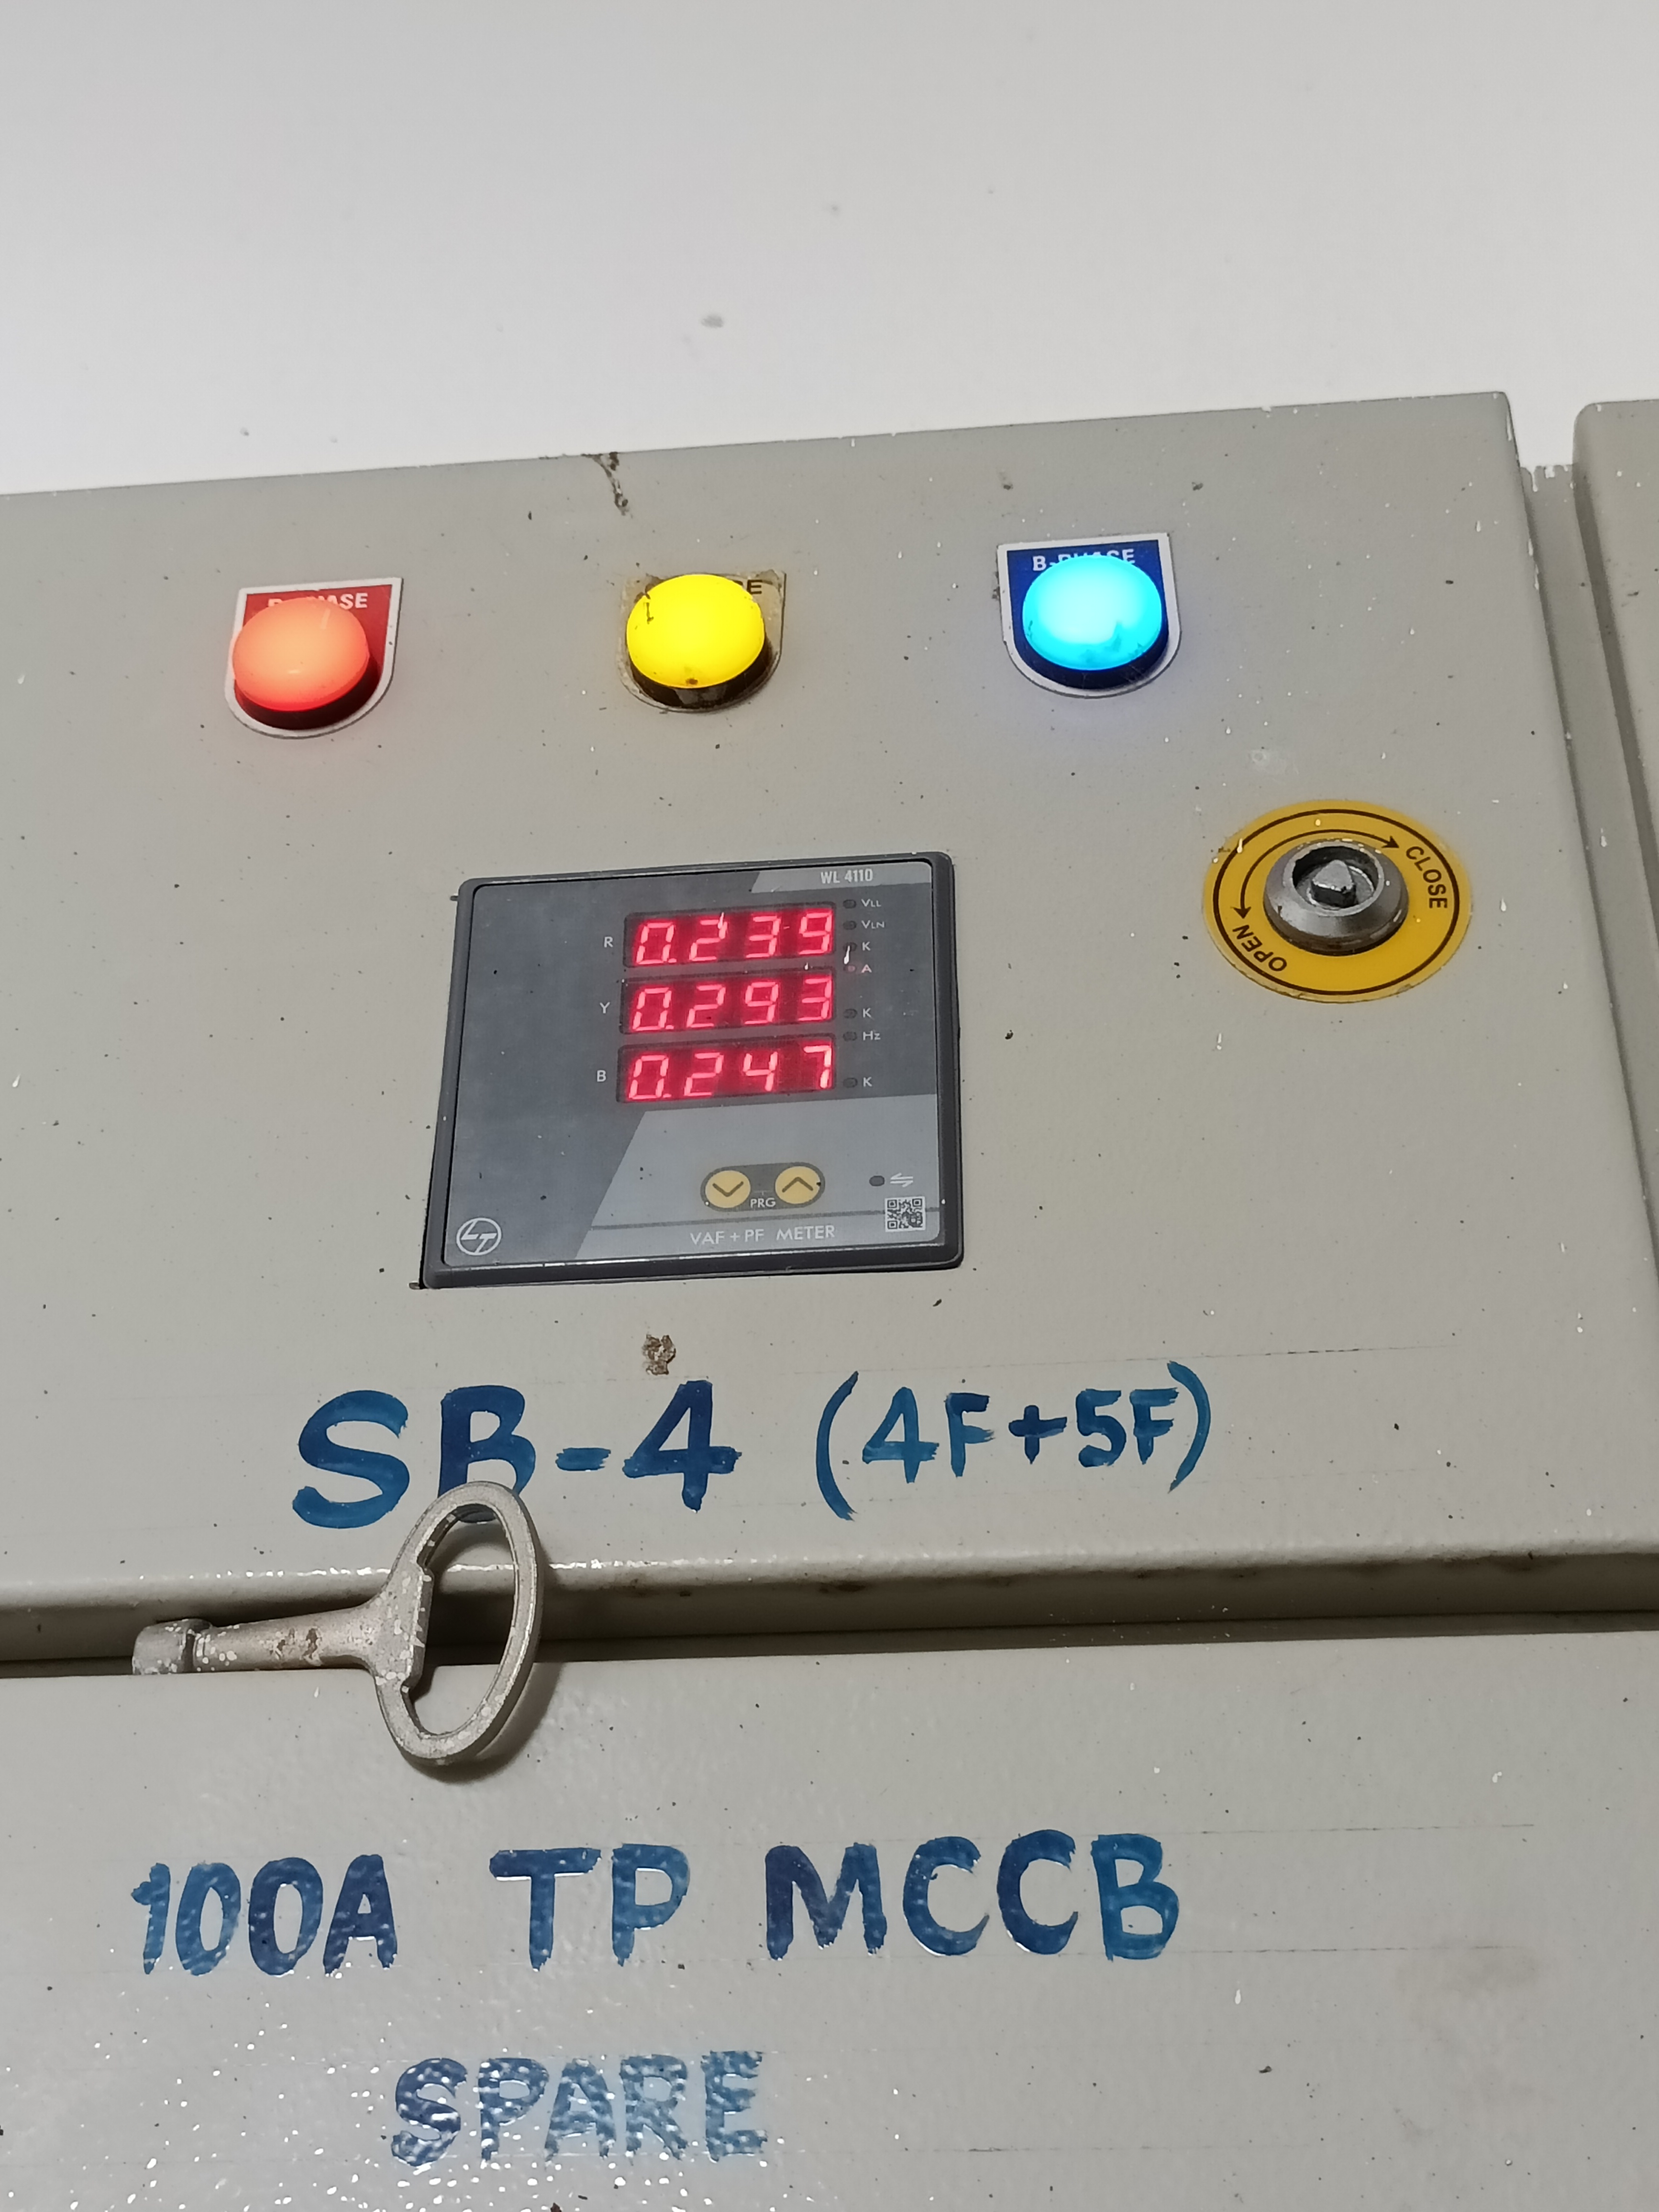 B-PHASE
WL 4110
VLL
VLN
R 0.239 K
A
Y 0.293 K
Hz
B 0.247 K
PRG
VAF + PF METER
LT
CLOSE
OPEN
SB-4 (4F+5F)
100A TP MCCB
SPARE